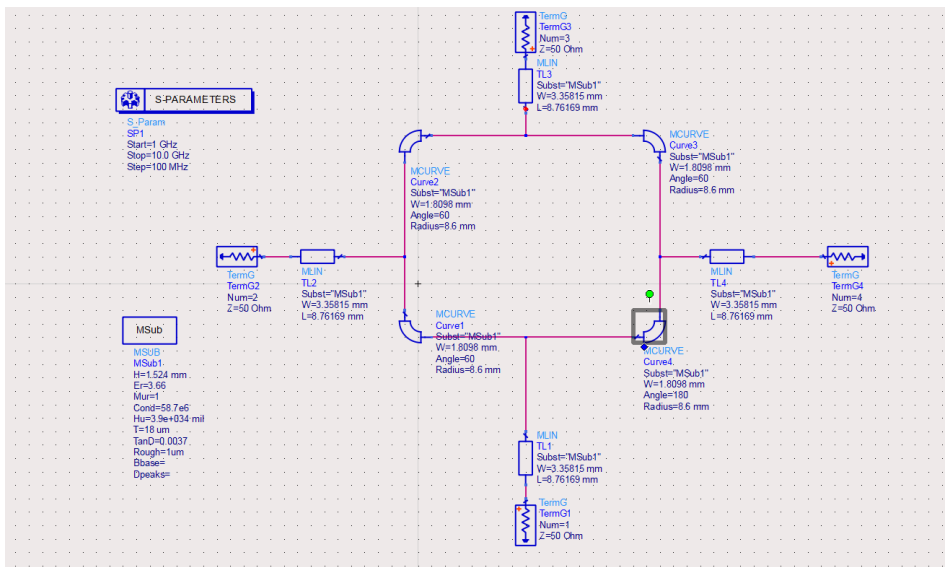 TermG
TermG3
Num=3
Z=50 Ohm
MLIN
TL3
Subst="MSub1"
W=3.35815 mm
L=8.76169 mm
S-PARAMETERS
S_Param
SP1
Start=1 GHz
Stop=10.0 GHz
Step=100 MHz
MCURVE
Curve2
Subst="MSub1"
W=1.8098 mm
Angle=60
Radius=8.6 mm
MCURVE
Curve3
Subst="MSub1"
W=1.8098 mm
Angle=60
Radius=8.6 mm
TermG
TermG2
Num=2
Z=50 Ohm
MLIN
TL2
Subst="MSub1"
W=3.35815 mm
L=8.76169 mm
MLIN
TL4
Subst="MSub1"
W=3.35815 mm
L=8.76169 mm
TermG
TermG4
Num=4
Z=50 Ohm
MSub
MSUB
MSub1
H=1.524 mm
Er=3.66
Mur=1
Cond=58.7e6
Hu=3.9e+034 mil
T=18 um
TanD=0.0037
Rough=1um
Bbase=
Dpeaks=
MCURVE
Curve1
Subst="MSub1"
W=1.8098 mm
Angle=60
Radius=8.6 mm
MCURVE
Curve4
Subst="MSub1"
W=1.8098 mm
Angle=180
Radius=8.6 mm
MLIN
TL1
Subst="MSub1"
W=3.35815 mm
L=8.76169 mm
TermG
TermG1
Num=1
Z=50 Ohm